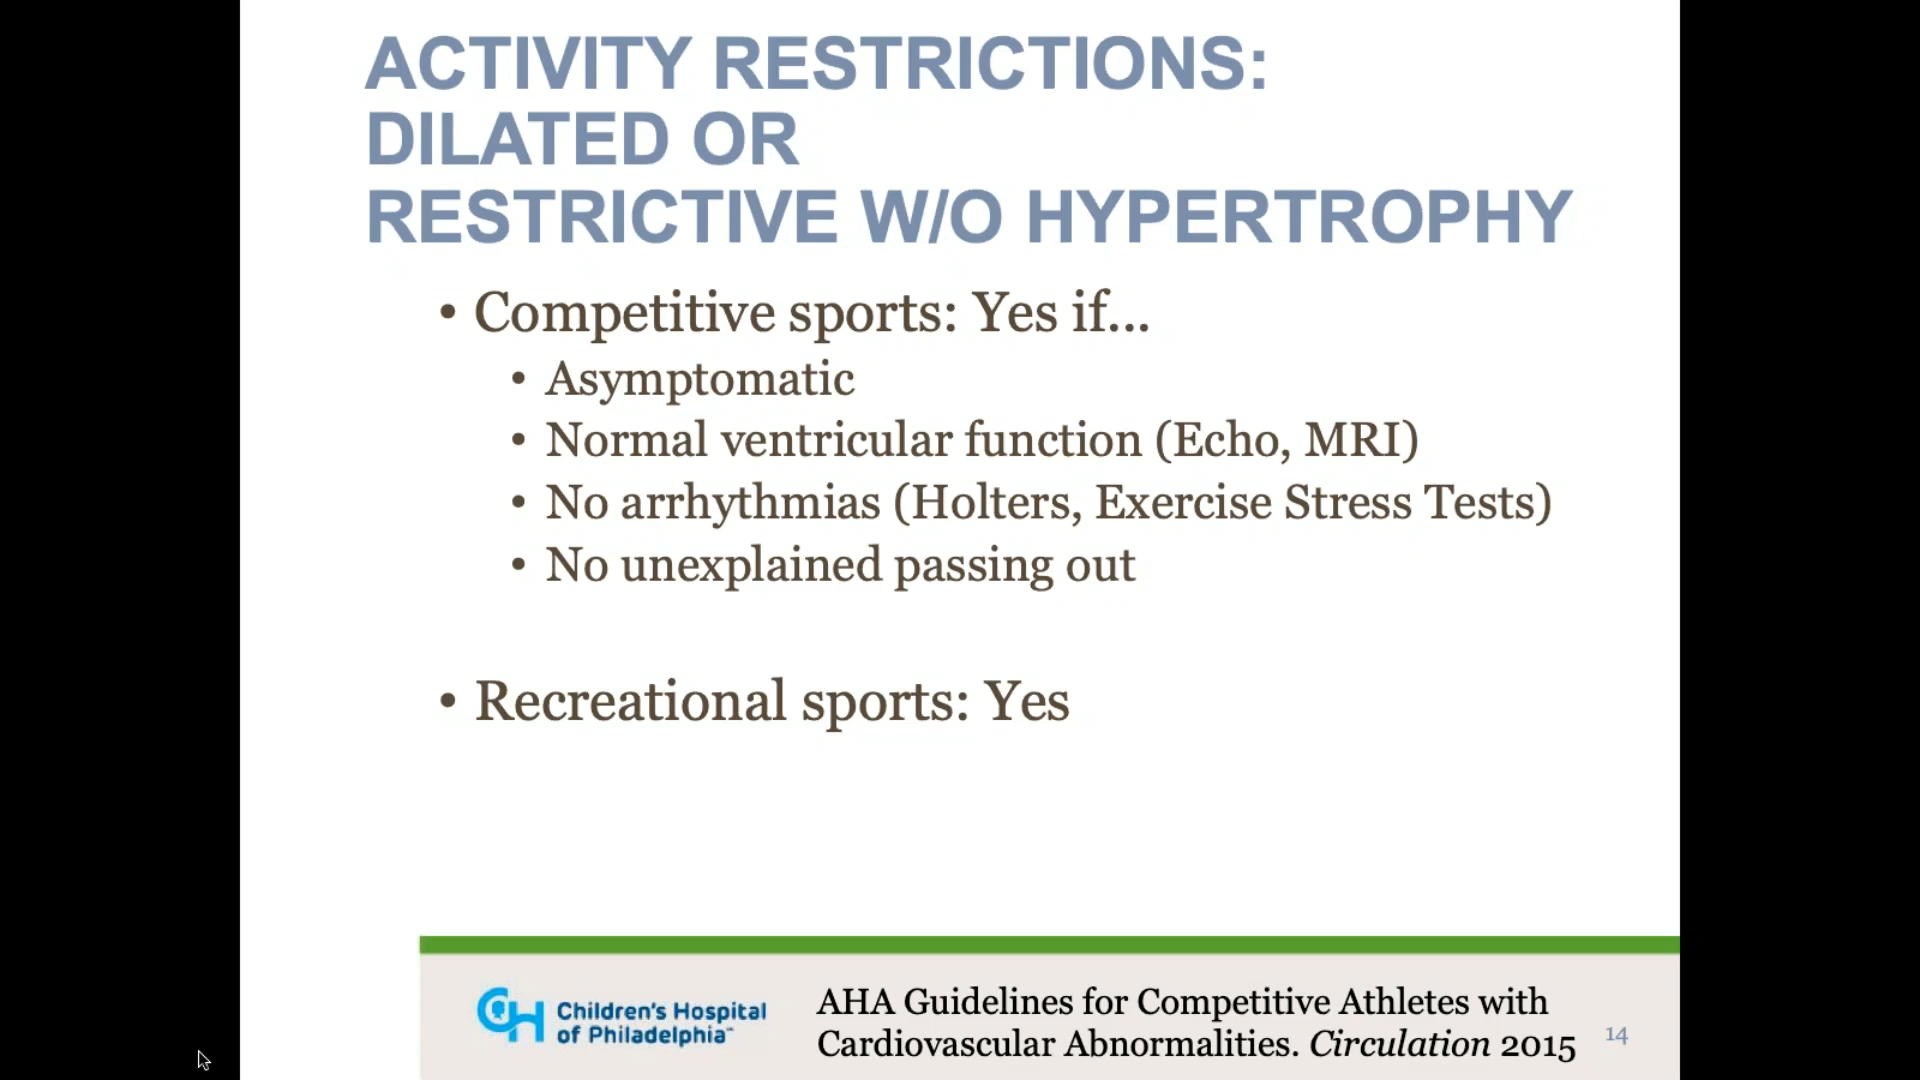 ACTIVITY RESTRICTIONS:
DILATED OR
RESTRICTIVE W/O HYPERTROPHY
• Competitive sports: Yes if...
• Asymptomatic
• Normal ventricular function (Echo, MRI)
• No arrhythmias (Holters, Exercise Stress Tests)
• No unexplained passing out
• Recreational sports: Yes
CH Children's Hospital
of Philadelphia™
AHA Guidelines for Competitive Athletes with
Cardiovascular Abnormalities. Circulation 2015
14